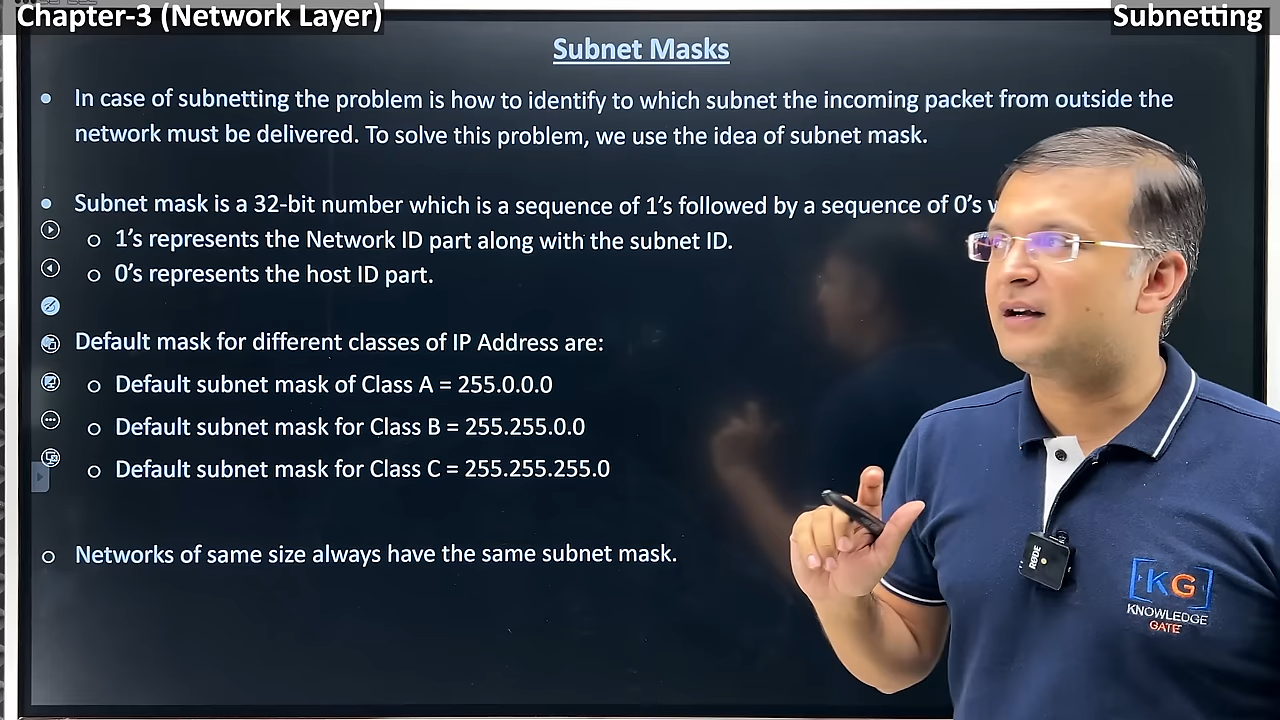 Chapter-3 (Network Layer)
Subnetting
Subnet Masks
• In case of subnetting the problem is how to identify to which subnet the incoming packet from outside the
network must be delivered. To solve this problem, we use the idea of subnet mask.
• Subnet mask is a 32-bit number which is a sequence of 1’s followed by a sequence of 0’s
o 1’s represents the Network ID part along with the subnet ID.
o 0’s represents the host ID part.
Default mask for different classes of IP Address are:
o Default subnet mask of Class A = 255.0.0.0
o Default subnet mask for Class B = 255.255.0.0
o Default subnet mask for Class C = 255.255.255.0
o Networks of same size always have the same subnet mask.
RØDE
KG
KNOWLEDGE
GATE